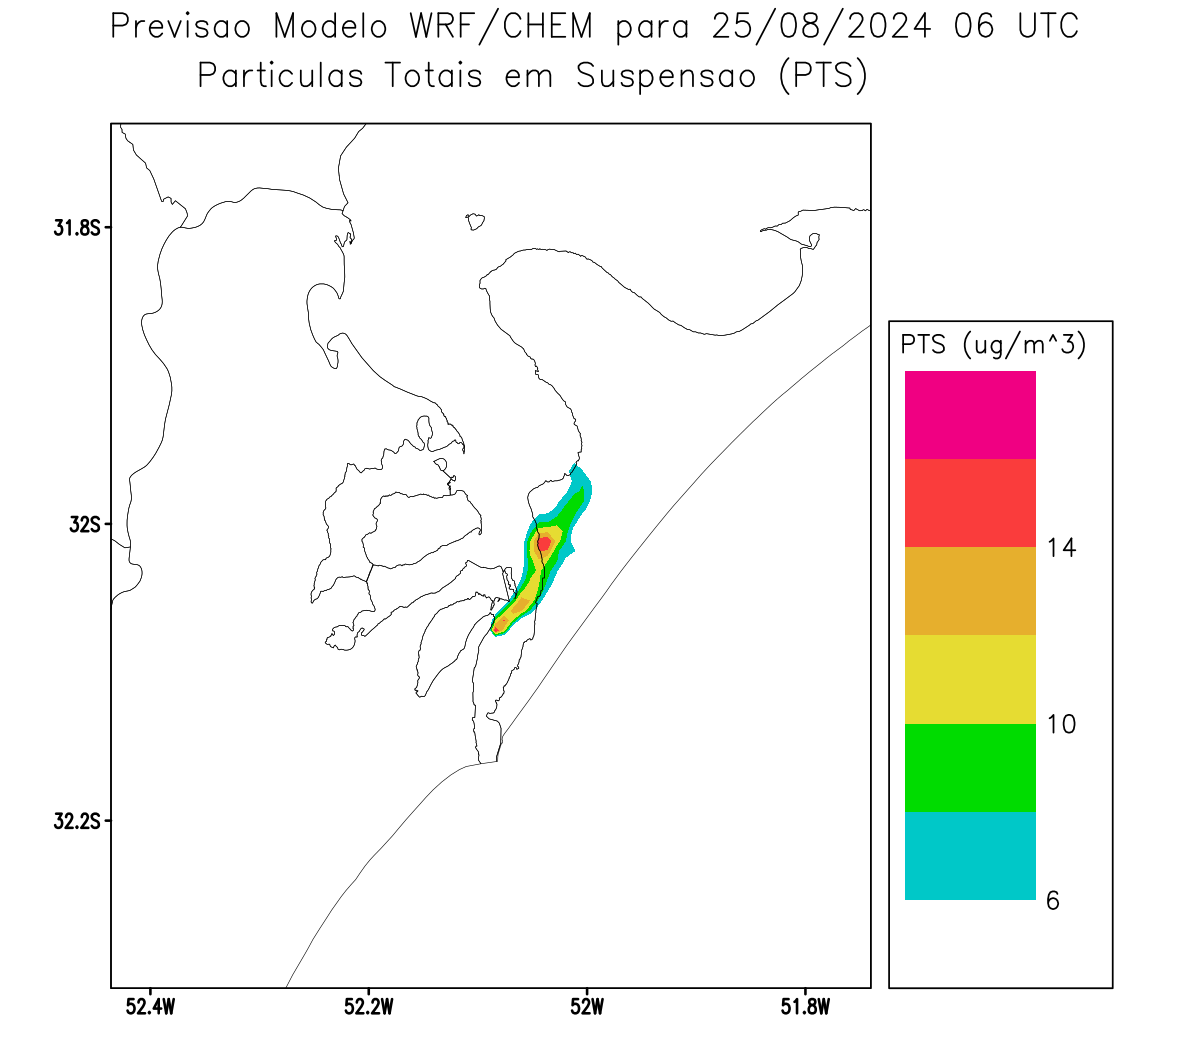 Previsao Modelo WRF/CHEM para 25/08/2024 06 UTC
Particulas Totais em Suspensao (PTS)
31.8S
32S
32.2S
52.4W 52.2W 52W 51.8W
PTS (ug/m^3)
14
10
6